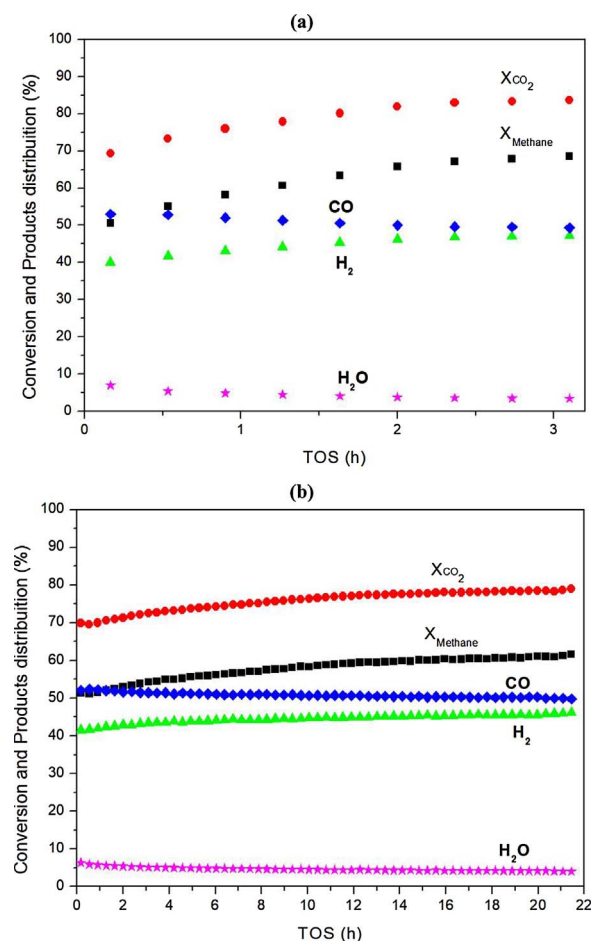 (a)
Conversion and Products distribuition (%)
100
90
80
70
60
50
40
30
20
10
0
XCO₂
XMethane
CO
H₂
H₂O
0 1 2 3
TOS (h)
(b)
Conversion and Products distribuition (%)
100
90
80
70
60
50
40
30
20
10
0
XCO₂
XMethane
CO
H₂
H₂O
0 2 4 6 8 10 12 14 16 18 20 22
TOS (h)